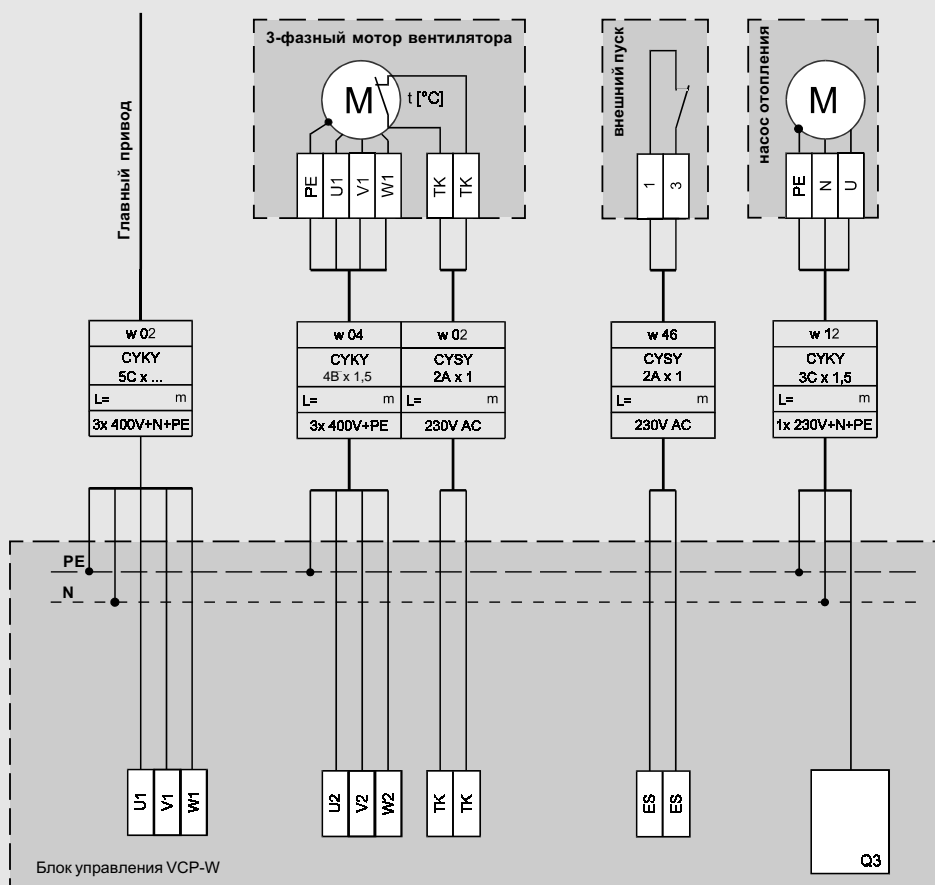 3-фазный мотор вентилятора
M
t [°C]
PE
U1
V1
W1
TK
TK
внешний пуск
1
3
насос отопления
M
PE
N
U
Главный привод
w 02
CYKY
5C x ...
L= m
3x 400V+N+PE
w 04
CYKY
4B x 1,5
L= m
3x 400V+PE
w 02
CYSY
2A x 1
L= m
230V AC
w 46
CYSY
2A x 1
L= m
230V AC
w 12
CYKY
3C x 1,5
L= m
1x 230V+N+PE
PE
N
U1
V1
W1
U2
V2
W2
TK
TK
ES
ES
Q3
Блок управления VCP-W